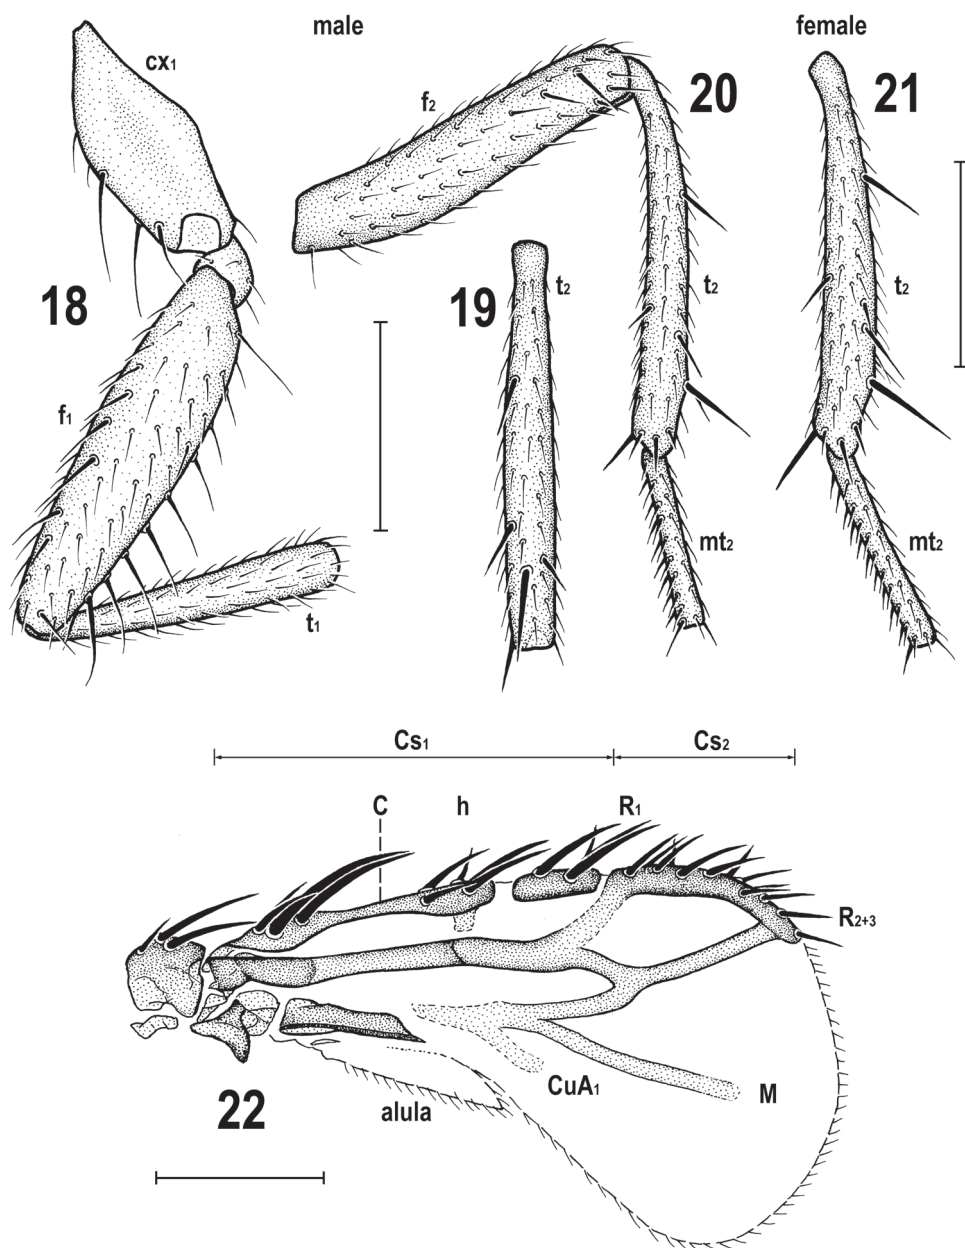 male
female
cx₁
f₂
20
21
18
19
t₂
t₂
t₂
f₁
mt₂
mt₂
t₁
Cs₁
Cs₂
C
h
R₁
R₂₊₃
22
alula
CuA₁
M